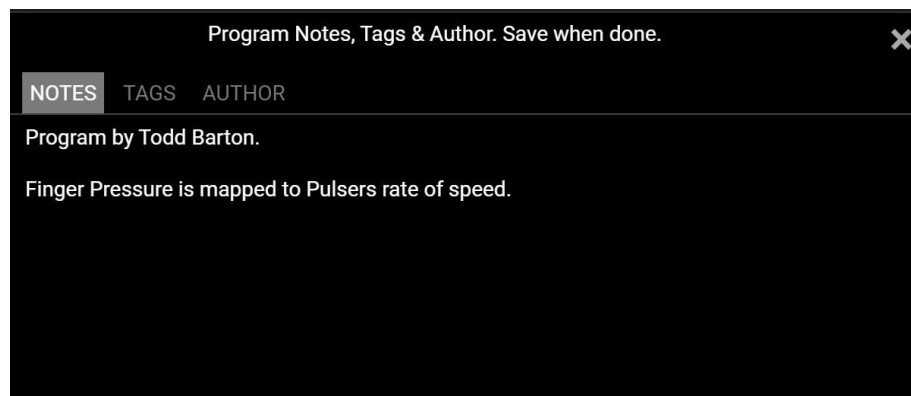 Program Notes, Tags & Author. Save when done.
NOTES TAGS AUTHOR
Program by Todd Barton.
Finger Pressure is mapped to Pulsers rate of speed.